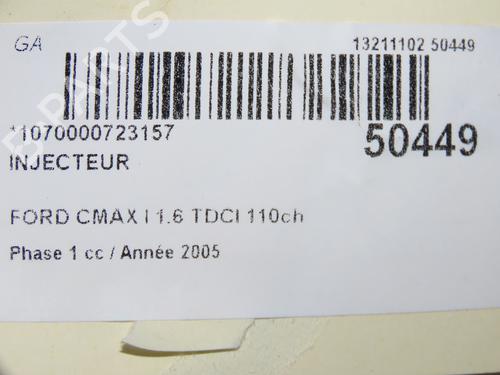 GA
13211102 50449
*1070000723157
50449
INJECTEUR
FORD CMAX I 1.6 TDCI 110ch
Phase 1 cc / Année 2005